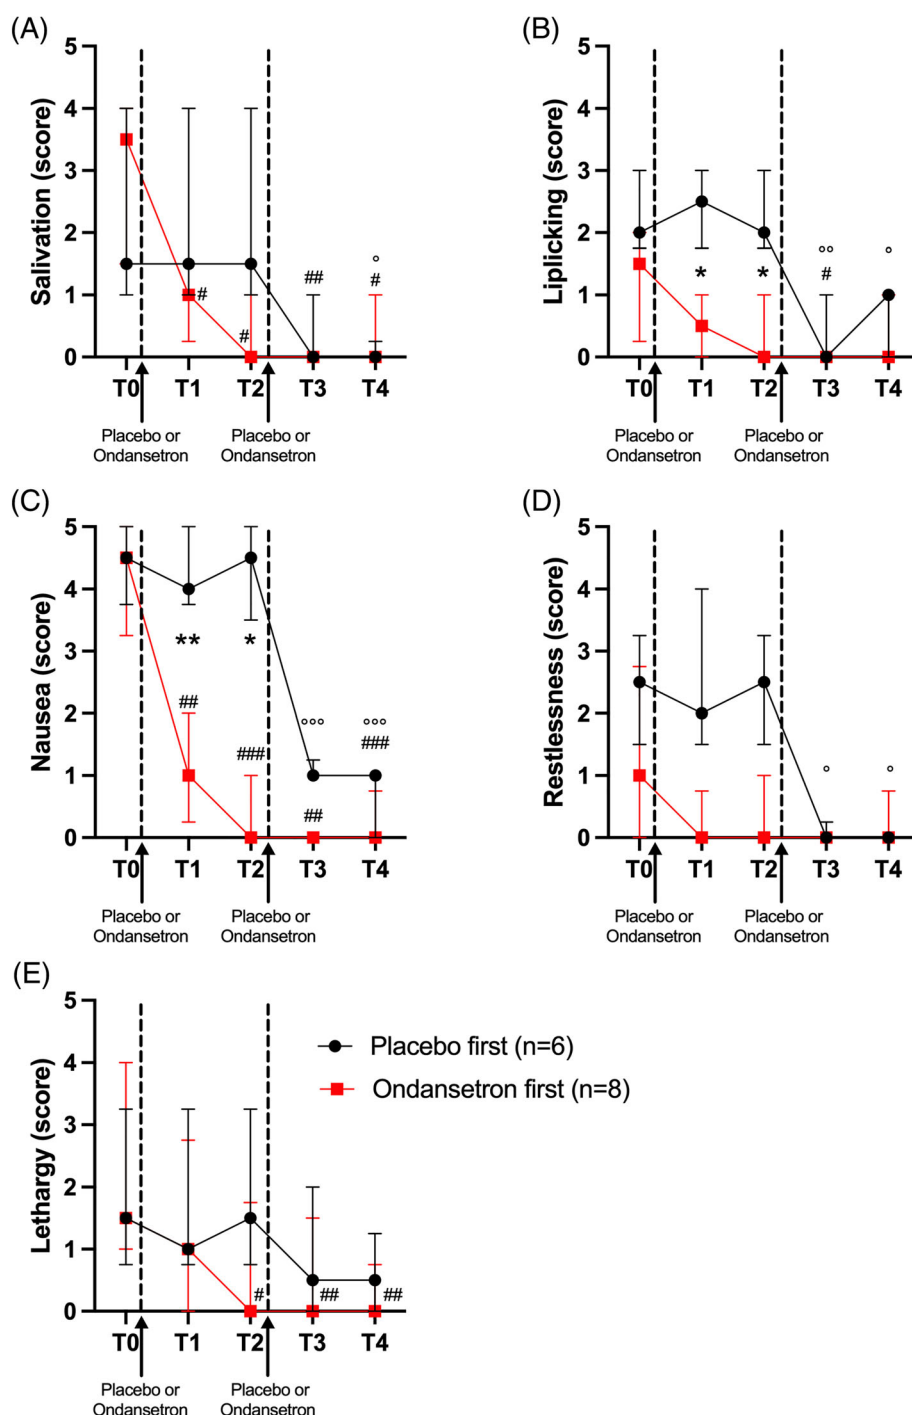 (A)
Salivation (score)
5
4
3
2
1
0
#
#
##
°
#
T0 T1 T2 T3 T4
Placebo or Placebo or
Ondansetron Ondansetron
(B)
Liplicking (score)
5
4
3
2
1
0
* *
°°
#
°
T0 T1 T2 T3 T4
Placebo or Placebo or
Ondansetron Ondansetron
(C)
Nausea (score)
5
4
3
2
1
0
** *
##
###
°°°
##
°°°
###
T0 T1 T2 T3 T4
Placebo or Placebo or
Ondansetron Ondansetron
(D)
Restlessness (score)
5
4
3
2
1
0
° °
T0 T1 T2 T3 T4
Placebo or Placebo or
Ondansetron Ondansetron
(E)
Lethargy (score)
5
4
3
2
1
0
# ## ##
T0 T1 T2 T3 T4
Placebo or Placebo or
Ondansetron Ondansetron
Placebo first (n=6)
Ondansetron first (n=8)